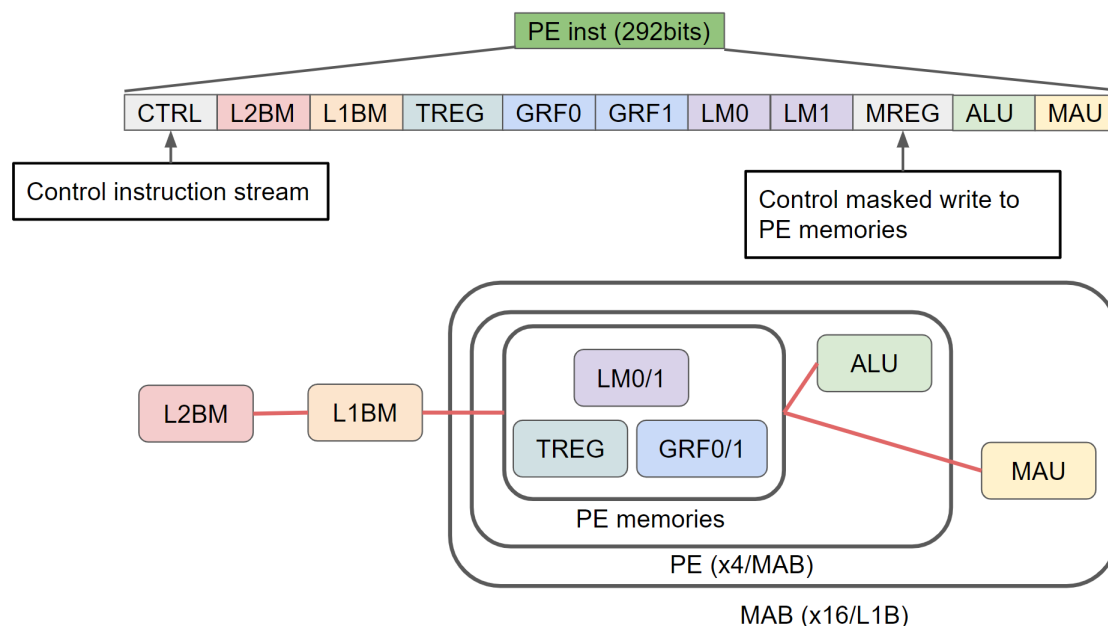 PE inst (292bits)
CTRL L2BM L1BM TREG GRF0 GRF1 LM0 LM1 MREG ALU MAU
Control instruction stream
Control masked write to
PE memories
LM0/1
ALU
L2BM
L1BM
TREG
GRF0/1
MAU
PE memories
PE (x4/MAB)
MAB (x16/L1B)